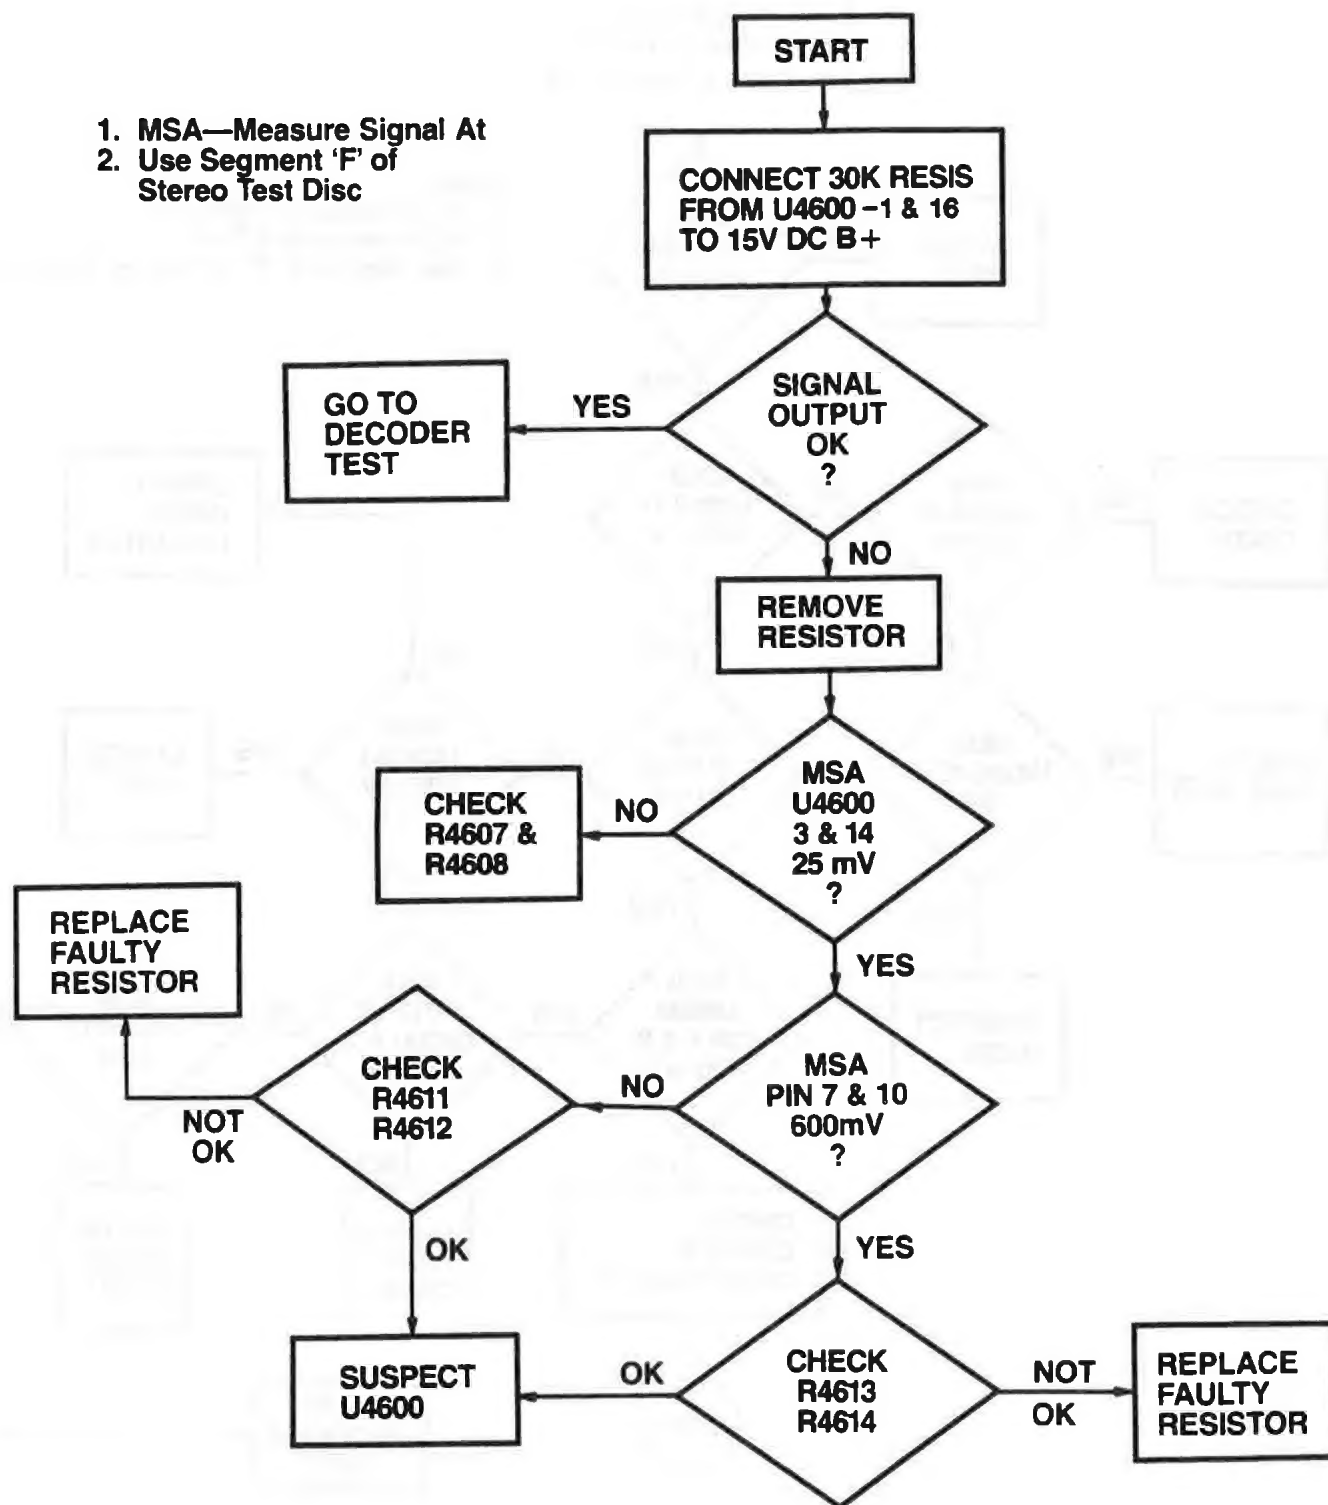 START
1. MSA—Measure Signal At
2. Use Segment ‘F’ of
Stereo Test Disc
CONNECT 30K RESIS
FROM U4600 –1 & 16
TO 15V DC B+
SIGNAL
OUTPUT
OK
?
YES
GO TO
DECODER
TEST
NO
REMOVE
RESISTOR
MSA
U4600
3 & 14
25 mV
?
NO
CHECK
R4607 &
R4608
YES
MSA
PIN 7 & 10
600mV
?
NO
CHECK
R4611
R4612
NOT
OK
REPLACE
FAULTY
RESISTOR
OK
YES
CHECK
R4613
R4614
OK
SUSPECT
U4600
NOT
OK
REPLACE
FAULTY
RESISTOR